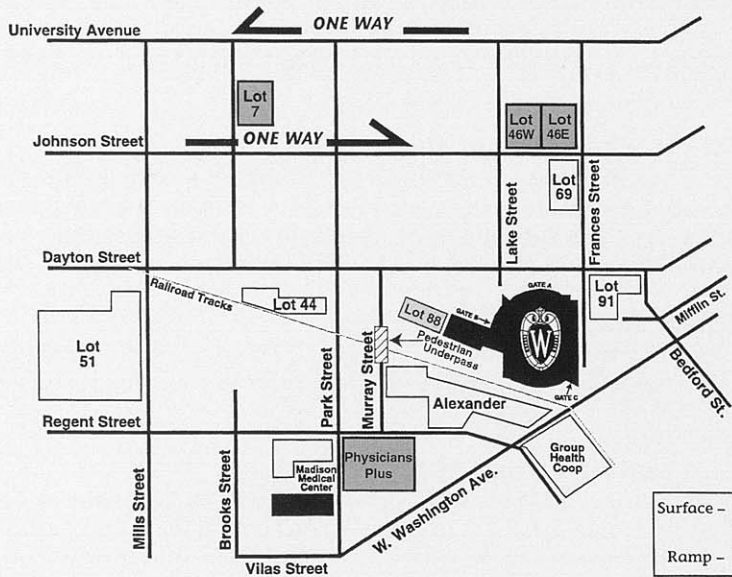 ONE WAY
University Avenue
Lot
7
Lot
46W
Lot
46E
ONE WAY
Johnson Street
Lot
69
Lake Street
Frances Street
Dayton Street
Railroad Tracks
Lot 44
GATE A
Lot
91
Mifflin St.
Lot 88
GATE B
W
Lot
51
Pedestrian
Underpass
Park Street
Murray Street
Bedford St.
Alexander
GATE C
Regent Street
Group
Health
Coop
Madison
Medical
Center
Physicians
Plus
Mills Street
Brooks Street
W. Washington Ave.
Surface –
Ramp –
Vilas Street